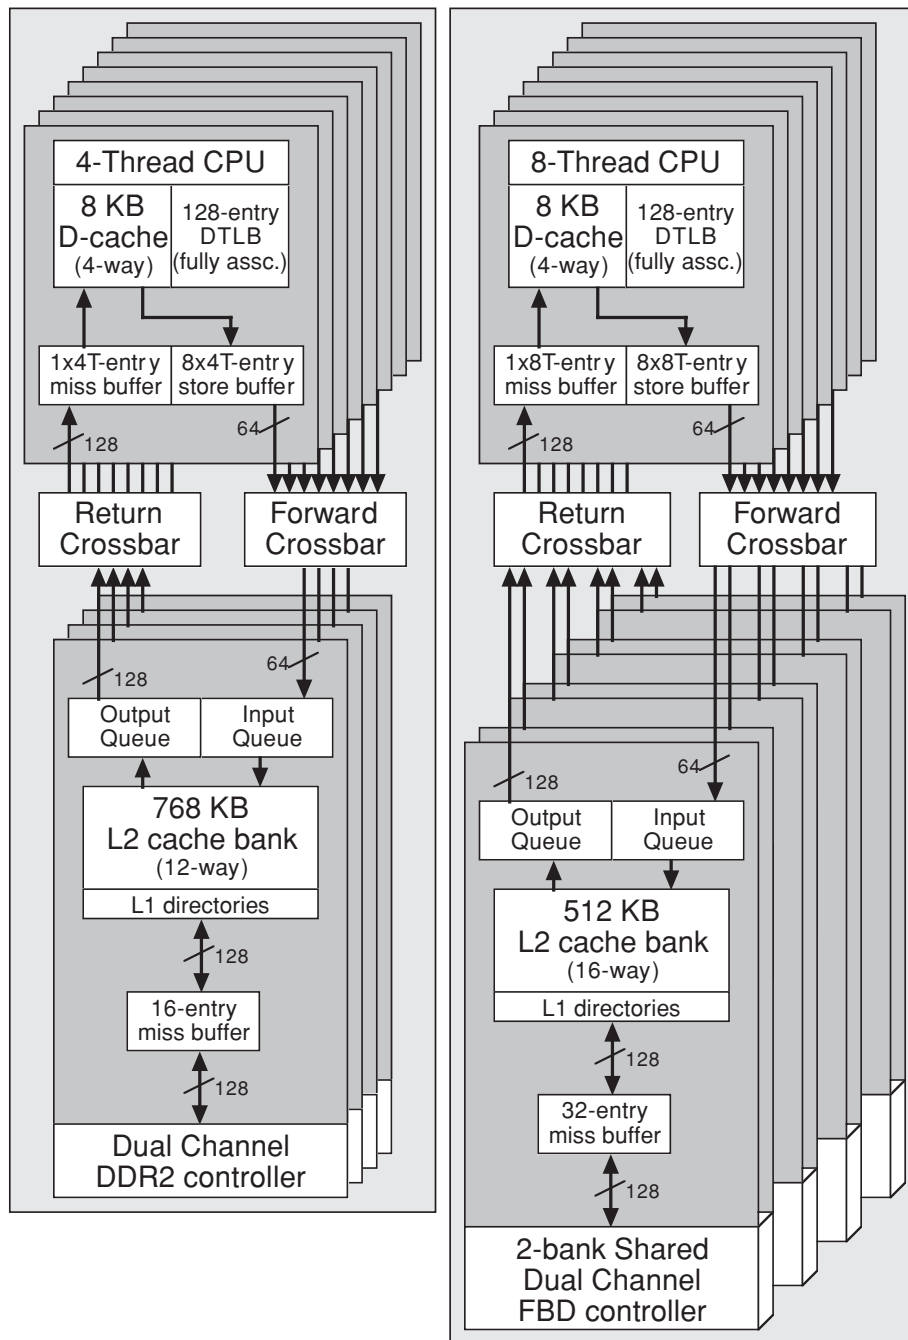 4-Thread CPU
8 KB
D-cache
(4-way)
128-entry
DTLB
(fully assc.)
1x4T-entry
miss buffer
8x4T-entry
store buffer
128
64
Return
Crossbar
Forward
Crossbar
128
64
Output
Queue
Input
Queue
768 KB
L2 cache bank
(12-way)
L1 directories
128
16-entry
miss buffer
128
Dual Channel
DDR2 controller
8-Thread CPU
8 KB
D-cache
(4-way)
128-entry
DTLB
(fully assc.)
1x8T-entry
miss buffer
8x8T-entry
store buffer
128
64
Return
Crossbar
Forward
Crossbar
128
64
Output
Queue
Input
Queue
512 KB
L2 cache bank
(16-way)
L1 directories
128
32-entry
miss buffer
128
2-bank Shared
Dual Channel
FBD controller